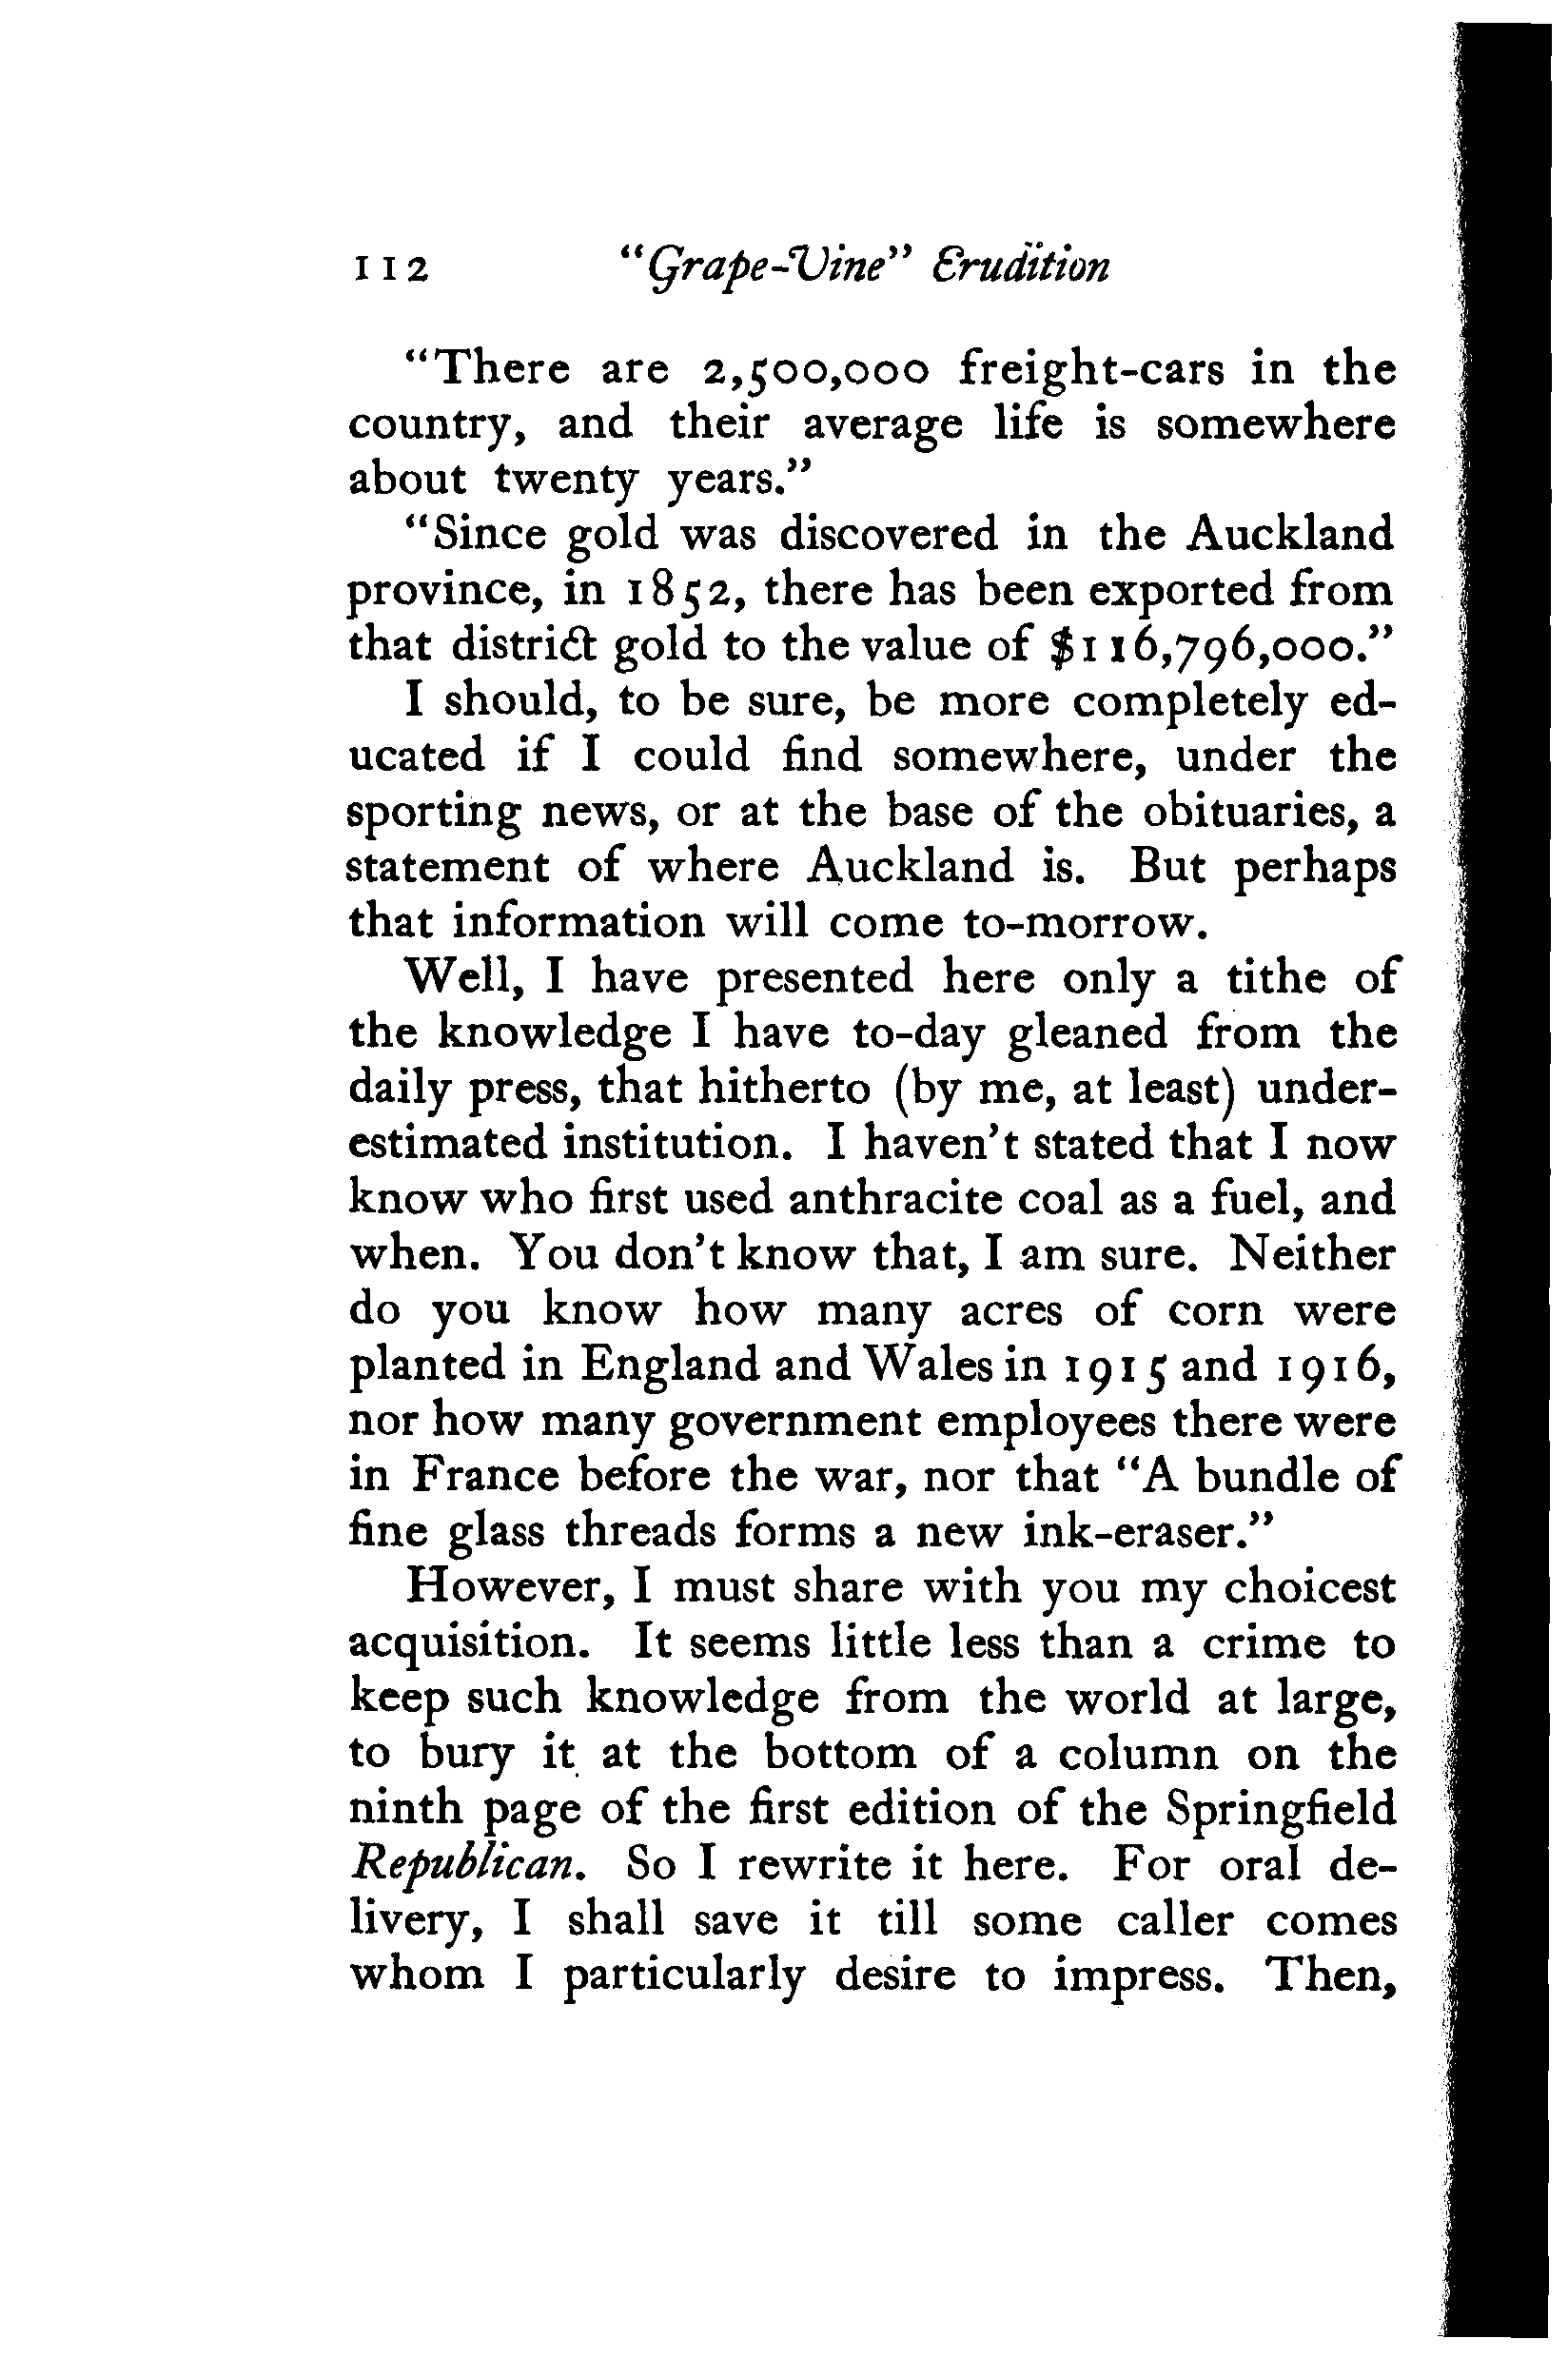 112 "Grape-Vine" Erudition
"There are 2,500,000 freight-cars in the
country, and their average life is somewhere
about twenty years."
"Since gold was discovered in the Auckland
province, in 1852, there has been exported from
that district gold to the value of $116,796,000."
I should, to be sure, be more completely ed-
ucated if I could find somewhere, under the
sporting news, or at the base of the obituaries, a
statement of where Auckland is. But perhaps
that information will come to-morrow.
Well, I have presented here only a tithe of
the knowledge I have to-day gleaned from the
daily press, that hitherto (by me, at least) under-
estimated institution. I haven't stated that I now
know who first used anthracite coal as a fuel, and
when. You don't know that, I am sure. Neither
do you know how many acres of corn were
planted in England and Wales in 1915 and 1916,
nor how many government employees there were
in France before the war, nor that "A bundle of
fine glass threads forms a new ink-eraser."
However, I must share with you my choicest
acquisition. It seems little less than a crime to
keep such knowledge from the world at large,
to bury it at the bottom of a column on the
ninth page of the first edition of the Springfield
Republican. So I rewrite it here. For oral de-
livery, I shall save it till some caller comes
whom I particularly desire to impress. Then,